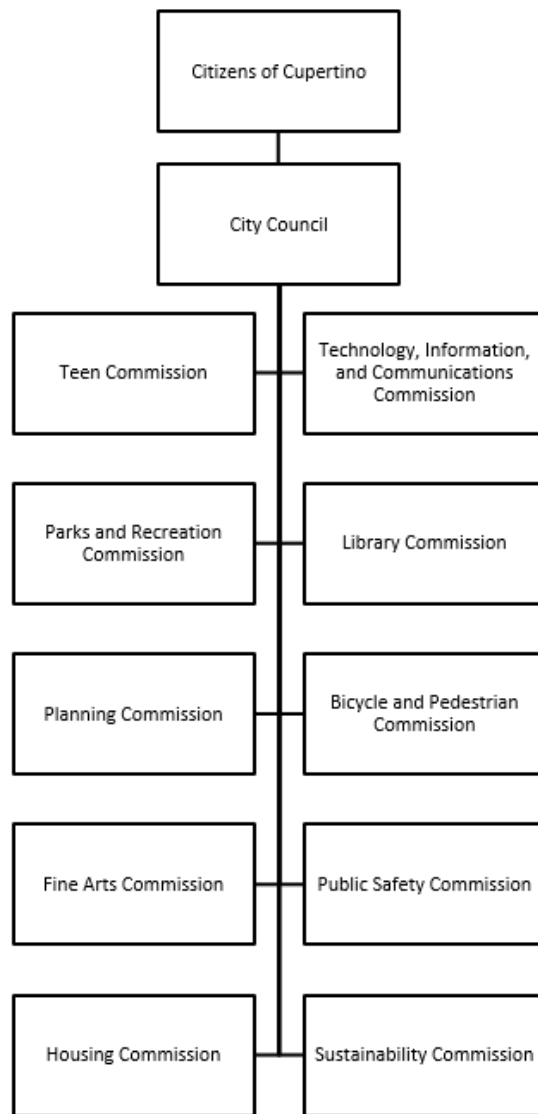 Citizens of Cupertino
City Council
Teen Commission
Technology, Information,
and Communications
Commission
Parks and Recreation
Commission
Library Commission
Planning Commission
Bicycle and Pedestrian
Commission
Fine Arts Commission
Public Safety Commission
Housing Commission
Sustainability Commission